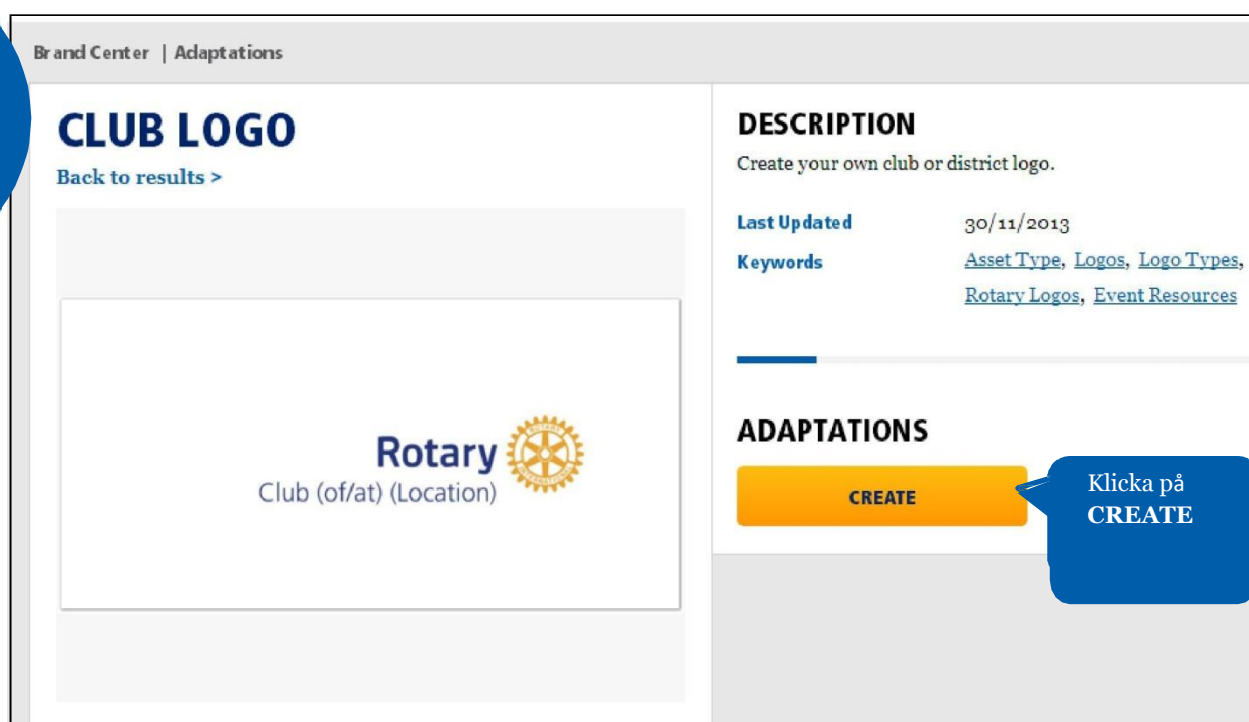 Brand Center | Adaptations
CLUB LOGO
Back to results >
Rotary
Club (of/at) (Location)
ROTARY
INTERNATIONAL
DESCRIPTION
Create your own club or district logo.
Last Updated 30/11/2013
Keywords Asset Type, Logos, Logo Types,
Rotary Logos, Event Resources
ADAPTATIONS
CREATE
Klicka på
CREATE